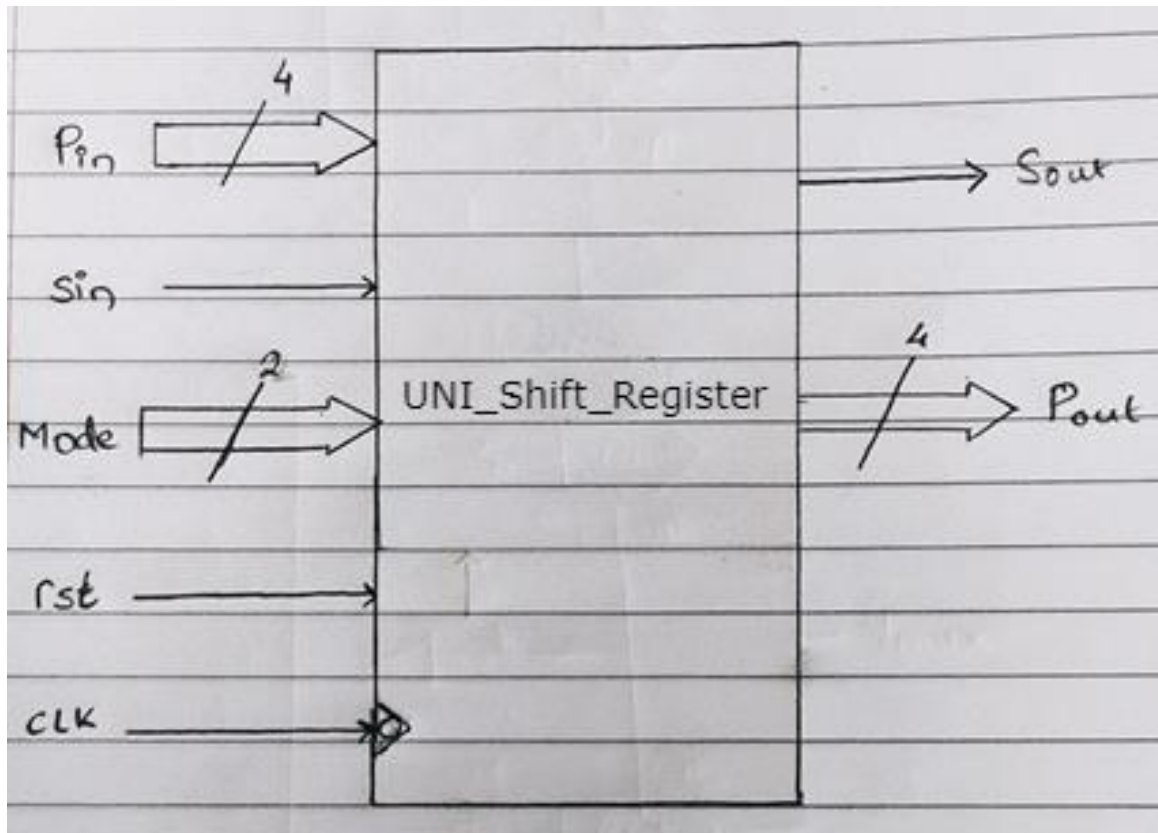 4
Pin
Sout
Sin
2
4
UNI_Shift_Register
Mode
Pout
rst
CLK